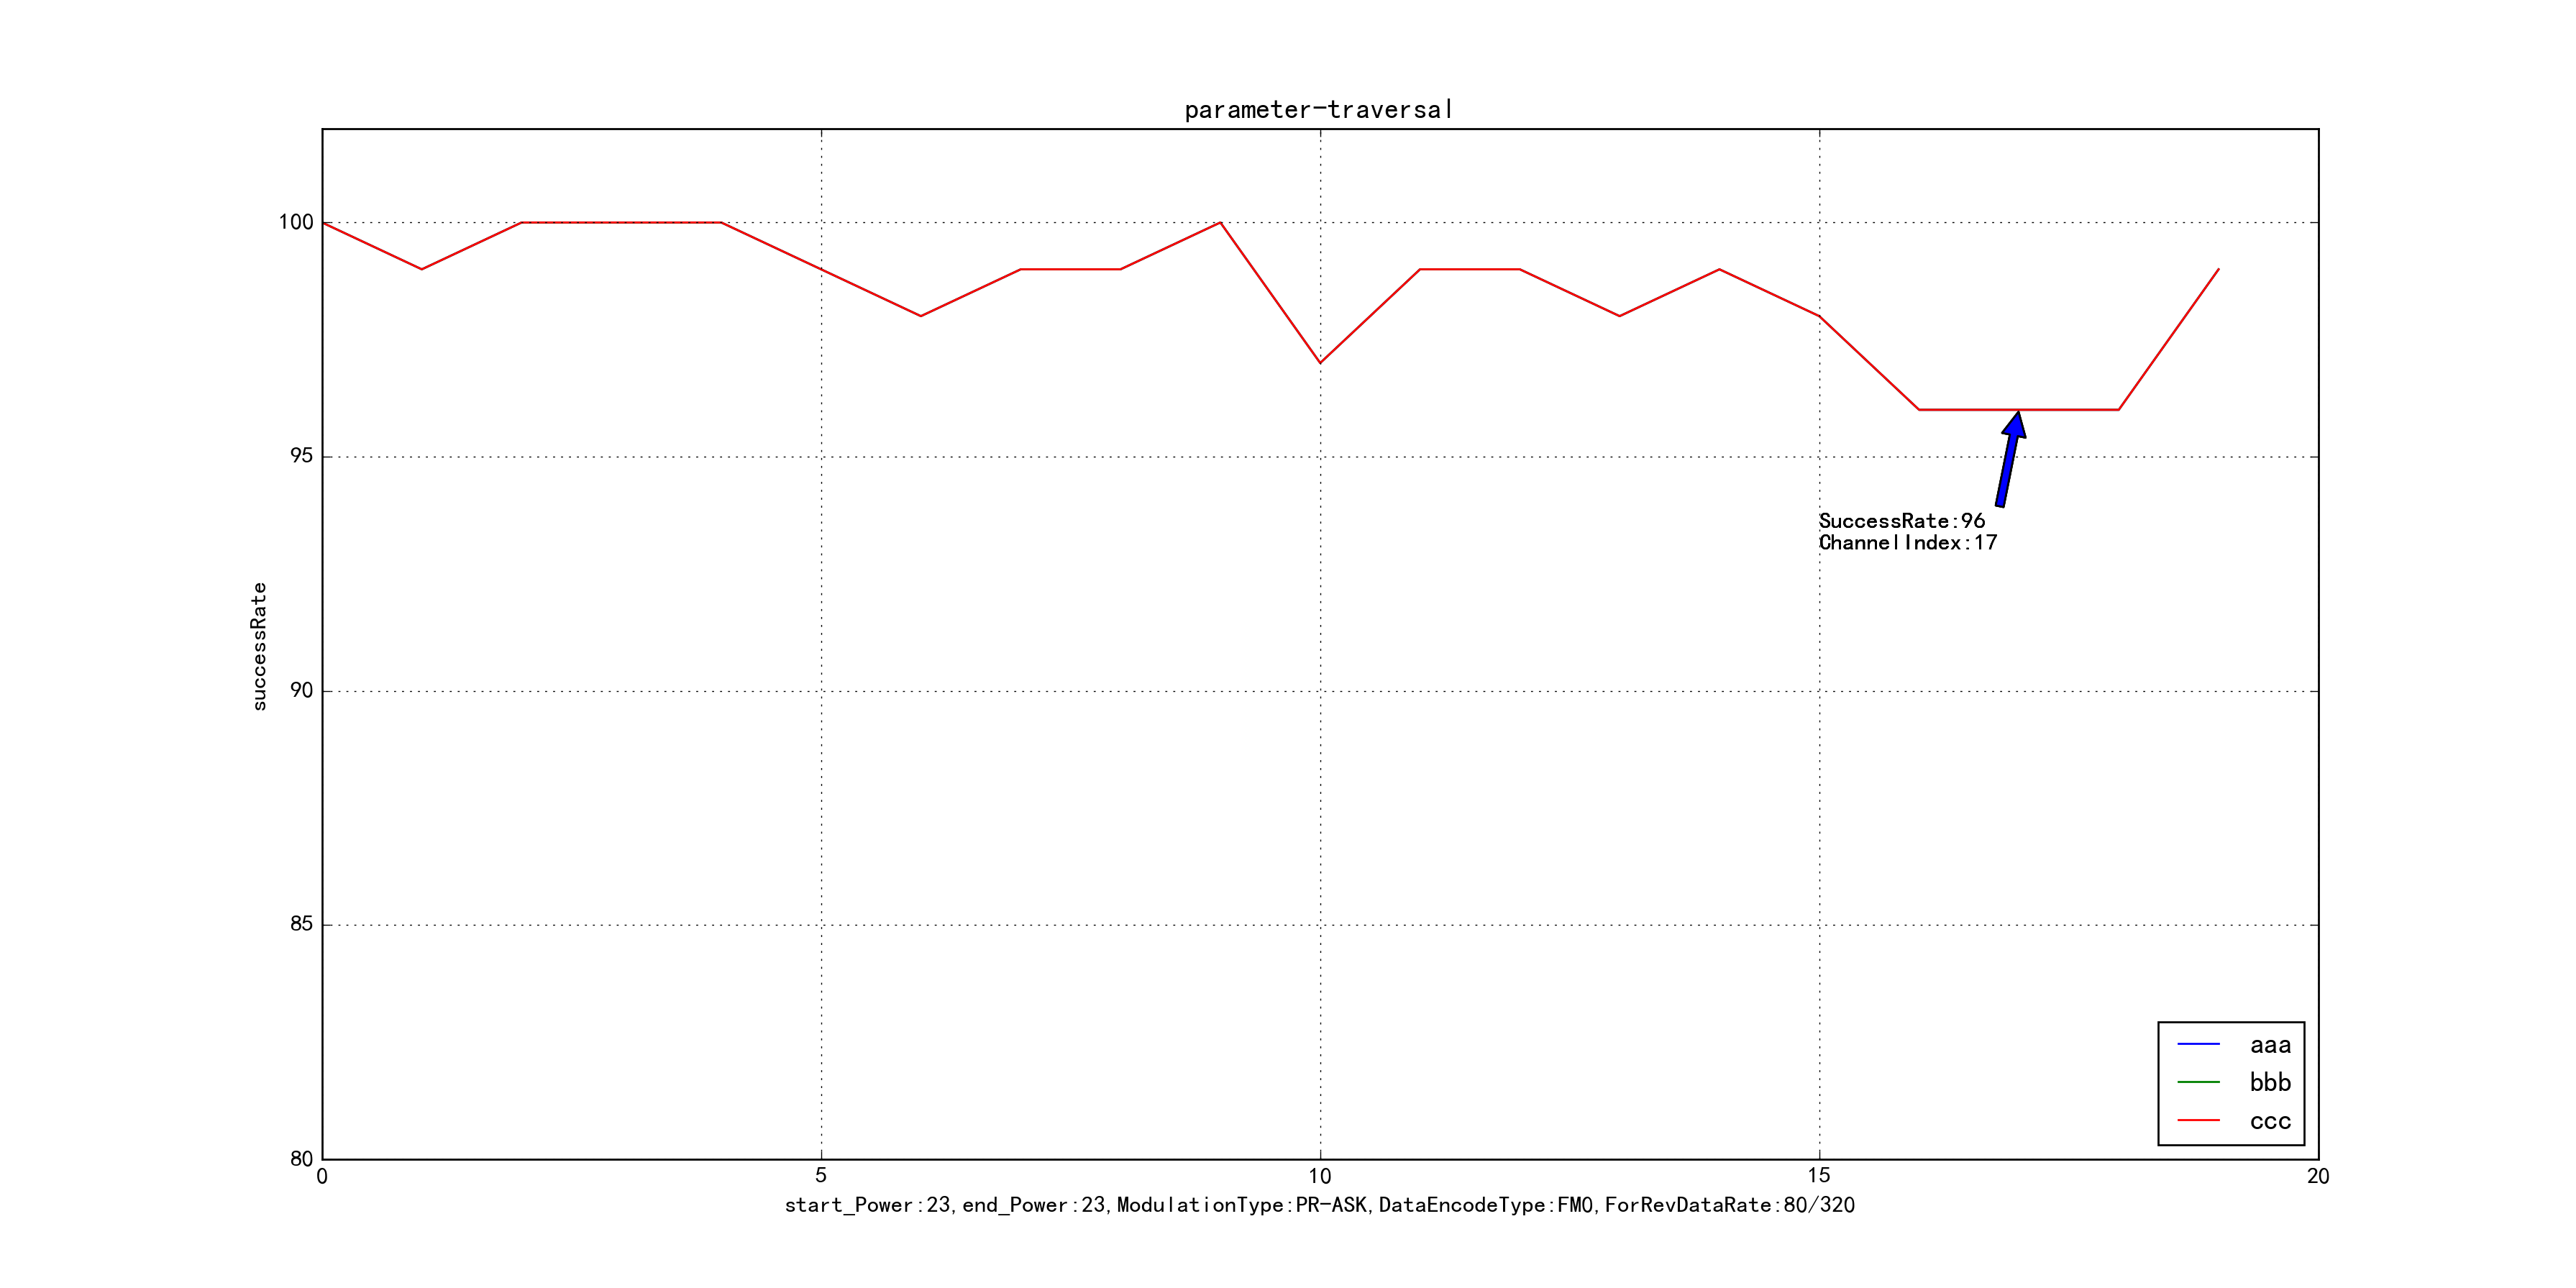 parameter-traversal
100
95
90
85
80
successRate
SuccessRate:96
ChannelIndex:17
aaa
bbb
ccc
0 5 10 15 20
start_Power:23,end_Power:23,ModulationType:PR-ASK,DataEncodeType:FM0,ForRevDataRate:80/320